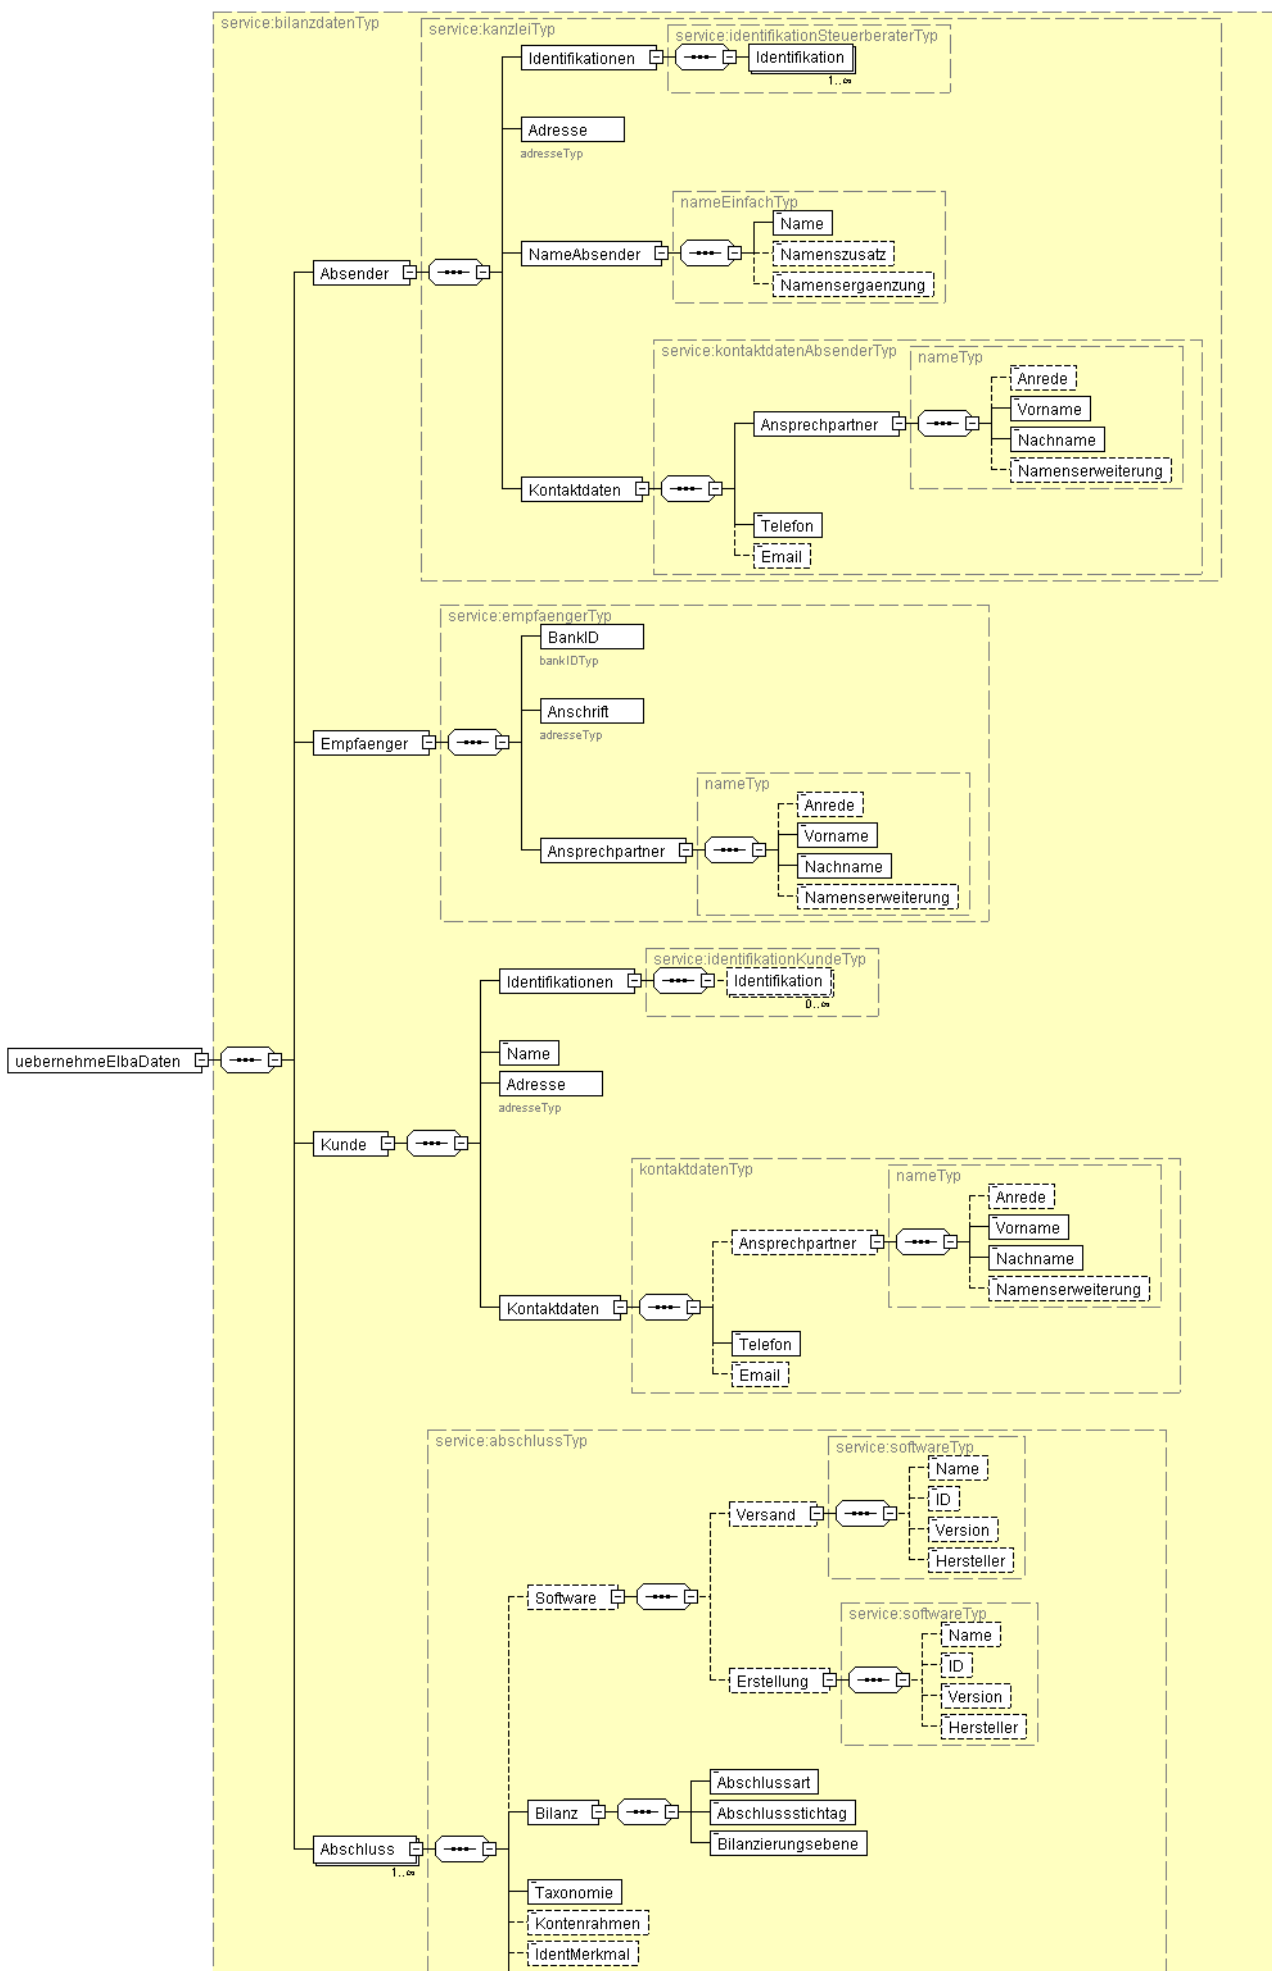 service:bilanzdatenTyp
service:kanzleiTyp
service:identifikationSteuerberaterTyp
Identifikationen
Identifikation
1..∞
Adresse
adresseTyp
nameEinfachTyp
Name
NameAbsender
Namenszusatz
Namensergaenzung
Absender
service:kontaktdatenAbsenderTyp
nameTyp
Anrede
Vorname
Ansprechpartner
Nachname
Namenserweiterung
Kontaktdaten
Telefon
Email
service:empfaengerTyp
BankID
bankIDTyp
Anschrift
adresseTyp
Empfaenger
nameTyp
Anrede
Vorname
Ansprechpartner
Nachname
Namenserweiterung
service:identifikationKundeTyp
Identifikationen
Identifikation
0..∞
Name
uebernehmeElbaDaten
Adresse
adresseTyp
Kunde
kontaktdatenTyp
nameTyp
Anrede
Vorname
Ansprechpartner
Nachname
Namenserweiterung
Kontaktdaten
Telefon
Email
service:abschlussTyp
service:softwareTyp
Name
ID
Versand
Version
Hersteller
Software
service:softwareTyp
Name
ID
Erstellung
Version
Hersteller
Abschlussart
Bilanz
Abschlussstichtag
Bilanzierungsebene
Abschluss
1..∞
Taxonomie
Kontenrahmen
IdentMerkmal